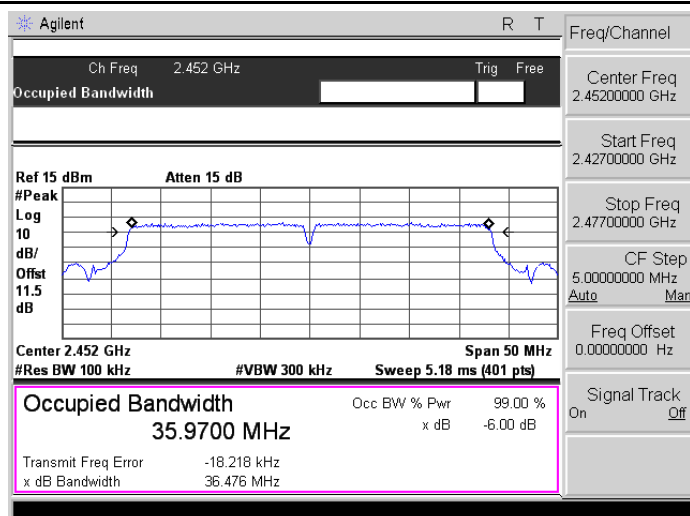 Agilent R T
Ch Freq 2.452 GHz Trig Free
Occupied Bandwidth
Ref 15 dBm Atten 15 dB
#Peak
Log
10
dB/
Offst
11.5
dB
Center 2.452 GHz Span 50 MHz
#Res BW 100 kHz #VBW 300 kHz Sweep 5.18 ms (401 pts)
Occupied Bandwidth Occ BW % Pwr 99.00 %
35.9700 MHz x dB -6.00 dB
Transmit Freq Error -18.218 kHz
x dB Bandwidth 36.476 MHz
Freq/Channel
Center Freq
2.45200000 GHz
Start Freq
2.42700000 GHz
Stop Freq
2.47700000 GHz
CF Step
5.00000000 MHz
Auto Man
Freq Offset
0.00000000 Hz
Signal Track
On Off